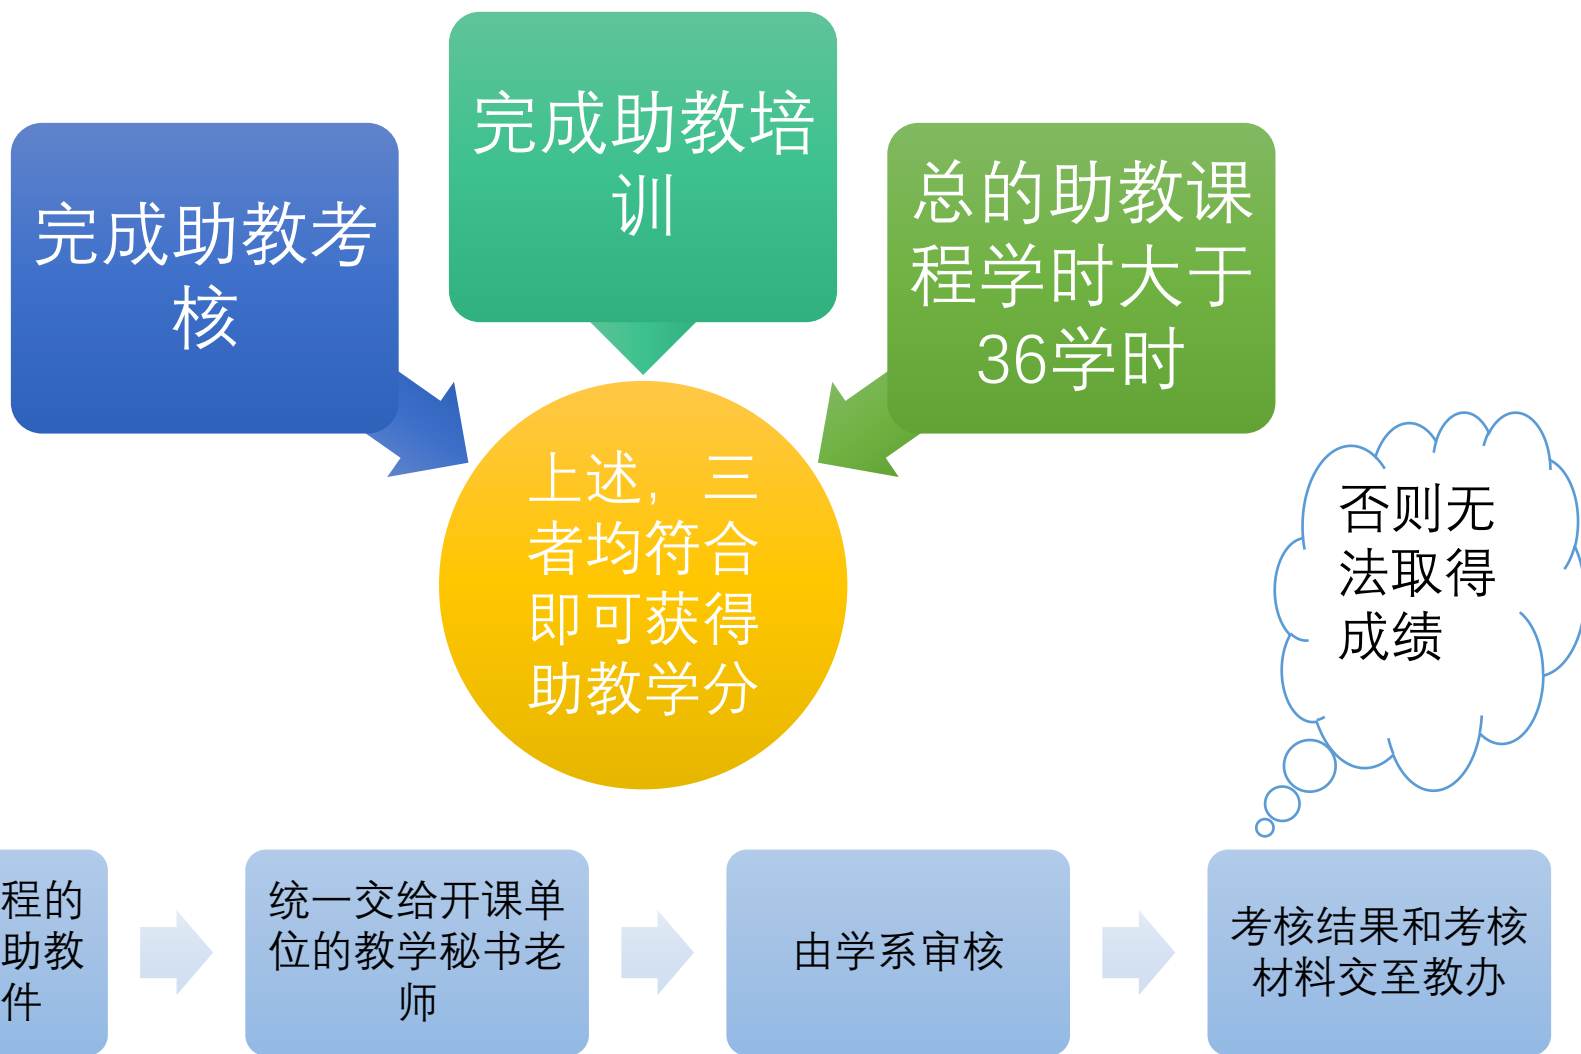 完成助教考
核
完成助教培
训
总的助教课
程学时大于
36学时
上述，三
者均符合
即可获得
助教学分
否则无
法取得
成绩
程的
助教
件
统一交给开课单
位的教学秘书老
师
由学系审核
考核结果和考核
材料交至教办